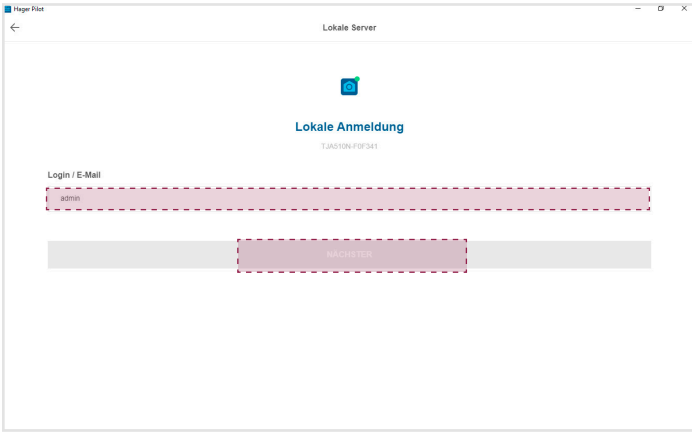 Hager Pilot
Lokale Server
Lokale Anmeldung
TJA510N-F0F341
Login / E-Mail
admin
NÄCHSTER